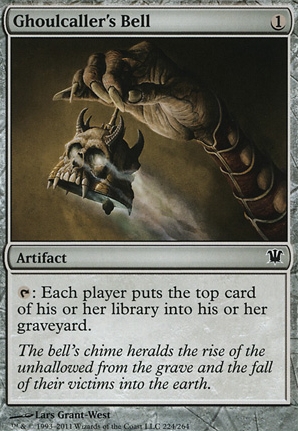 Ghoulcaller's Bell 1
Artifact
: Each player puts the top card
of his or her library into his or her
graveyard.
The bell's chime heralds the rise of the
unhallowed from the grave and the fall
of their victims into the earth.
Lars Grant-West
™ & © 1993–2011 Wizards of the Coast LLC 224/264